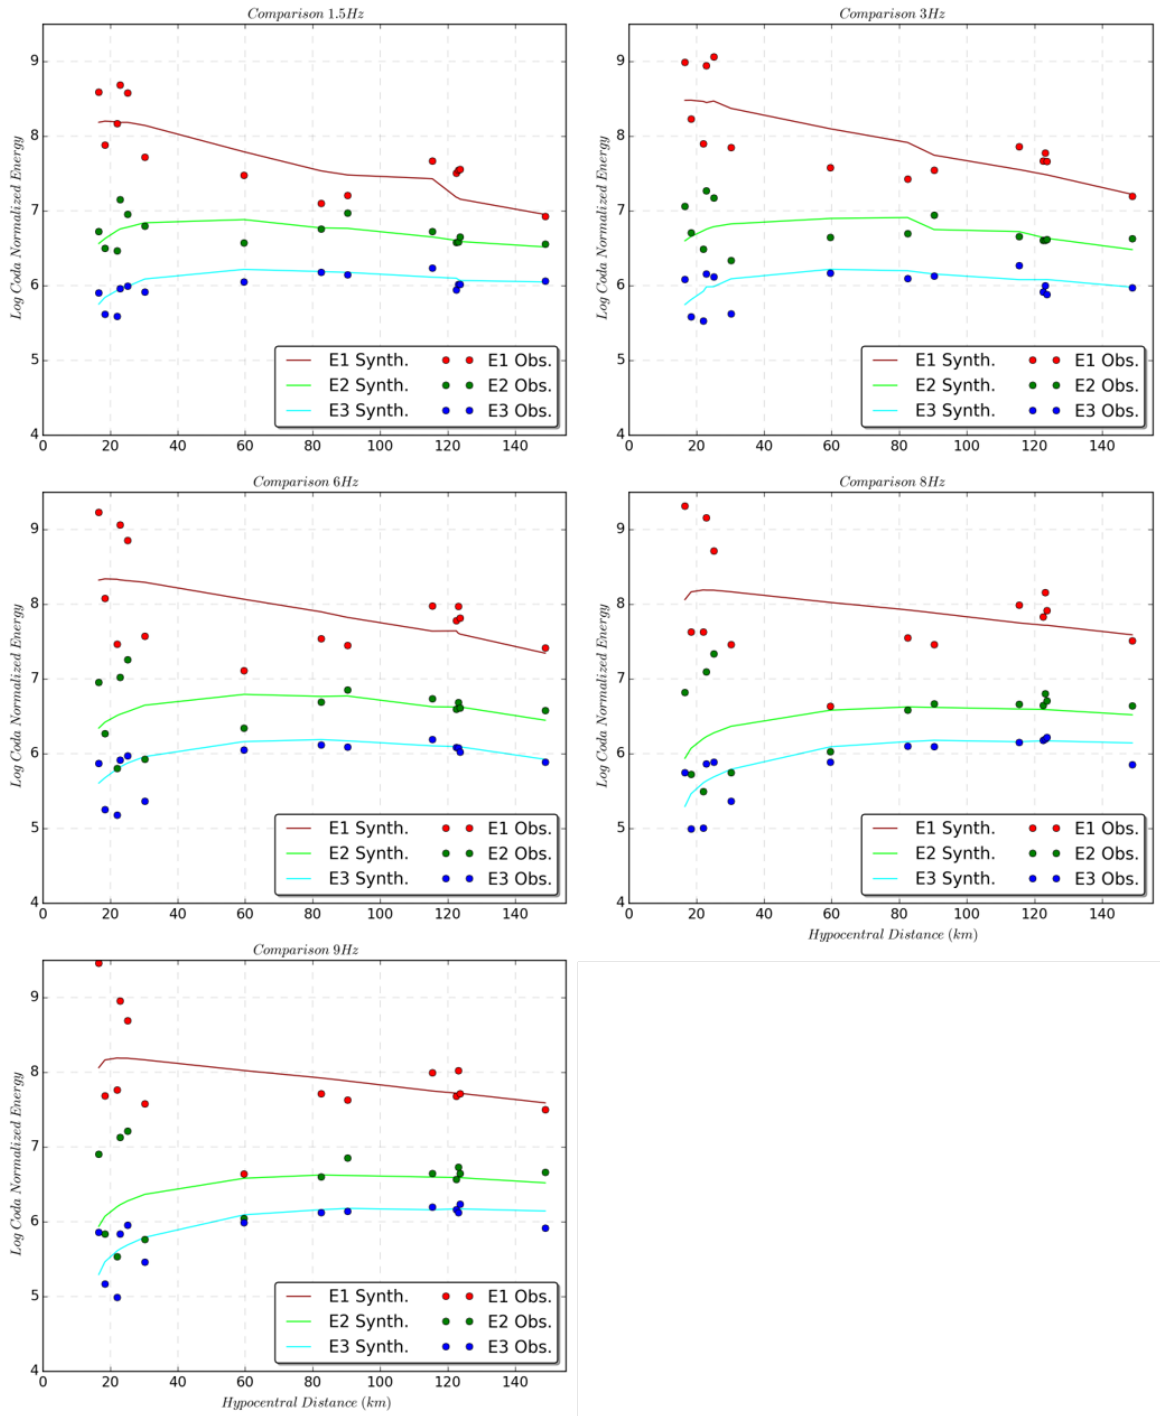 Comparison 1.5Hz
Log Coda Normalized Energy
9
8
7
6
5
4
0 20 40 60 80 100 120 140
E1 Synth. E1 Obs.
E2 Synth. E2 Obs.
E3 Synth. E3 Obs.
Comparison 3Hz
Log Coda Normalized Energy
9
8
7
6
5
4
0 20 40 60 80 100 120 140
E1 Synth. E1 Obs.
E2 Synth. E2 Obs.
E3 Synth. E3 Obs.
Comparison 6Hz
Log Coda Normalized Energy
9
8
7
6
5
4
0 20 40 60 80 100 120 140
E1 Synth. E1 Obs.
E2 Synth. E2 Obs.
E3 Synth. E3 Obs.
Comparison 8Hz
Log Coda Normalized Energy
9
8
7
6
5
4
0 20 40 60 80 100 120 140
E1 Synth. E1 Obs.
E2 Synth. E2 Obs.
E3 Synth. E3 Obs.
Hypocentral Distance (km)
Comparison 9Hz
Log Coda Normalized Energy
9
8
7
6
5
4
0 20 40 60 80 100 120 140
E1 Synth. E1 Obs.
E2 Synth. E2 Obs.
E3 Synth. E3 Obs.
Hypocentral Distance (km)